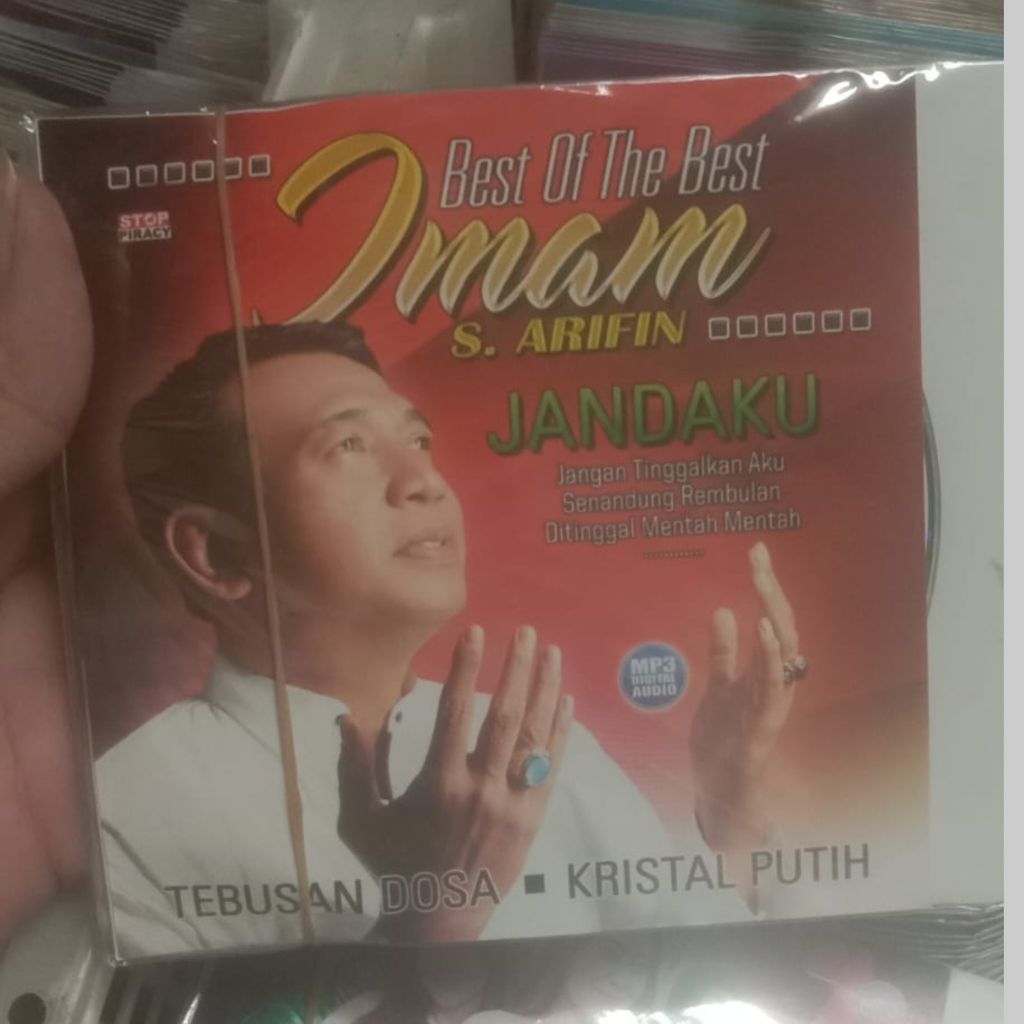 Best Of The Best
STOP
PIRACY
Imam
S. ARIFIN
JANDAKU
Jangan Tinggalkan Aku
Senandung Rembulan
Ditinggal Mentah Mentah
............
MP3
DIGITAL
AUDIO
TEBUSAN DOSA ▪ KRISTAL PUTIH